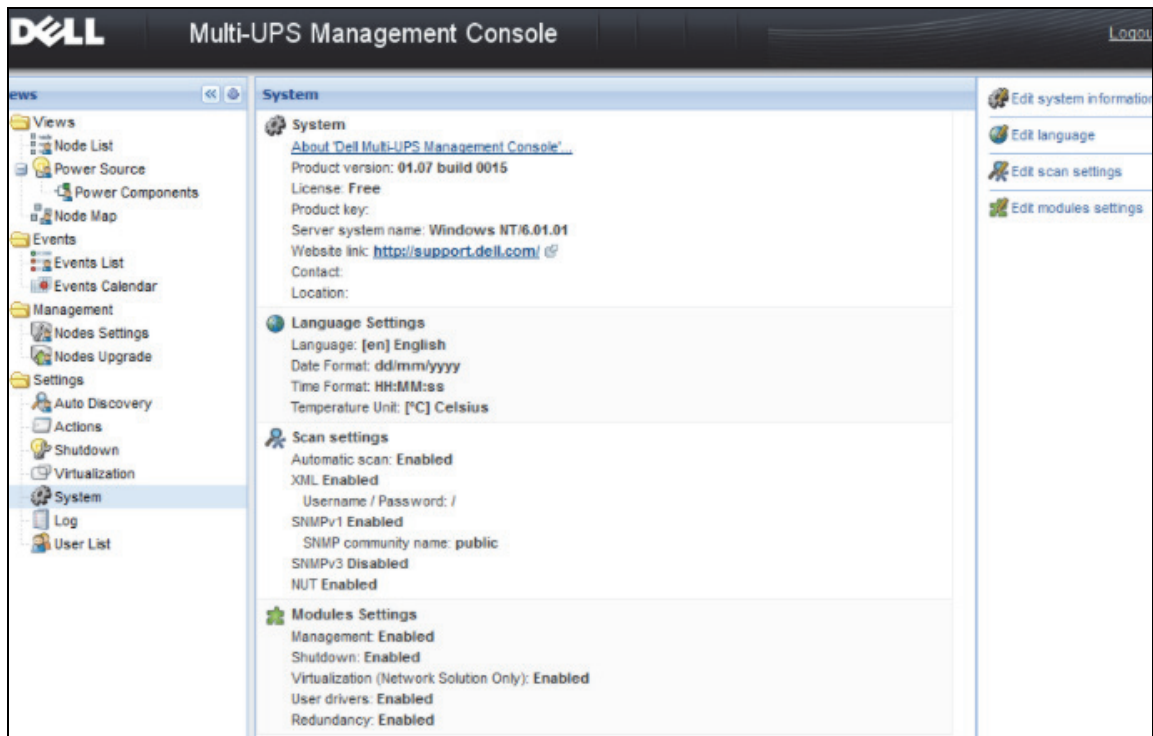 DELL
Multi-UPS Management Console
Logou
ews
Views
Node List
Power Source
Power Components
Node Map
Events
Events List
Events Calendar
Management
Nodes Settings
Nodes Upgrade
Settings
Auto Discovery
Actions
Shutdown
Virtualization
System
Log
User List
System
System
About 'Dell Multi-UPS Management Console'...
Product version: 01.07 build 0015
License: Free
Product key:
Server system name: Windows NT/6.01.01
Website link: http://support.dell.com/
Contact:
Location:
Language Settings
Language: [en] English
Date Format: dd/mm/yyyy
Time Format: HH:MM:ss
Temperature Unit: [°C] Celsius
Scan settings
Automatic scan: Enabled
XML Enabled
Username / Password: /
SNMPv1 Enabled
SNMP community name: public
SNMPv3 Disabled
NUT Enabled
Modules Settings
Management: Enabled
Shutdown: Enabled
Virtualization (Network Solution Only): Enabled
User drivers: Enabled
Redundancy: Enabled
Edit system information
Edit language
Edit scan settings
Edit modules settings